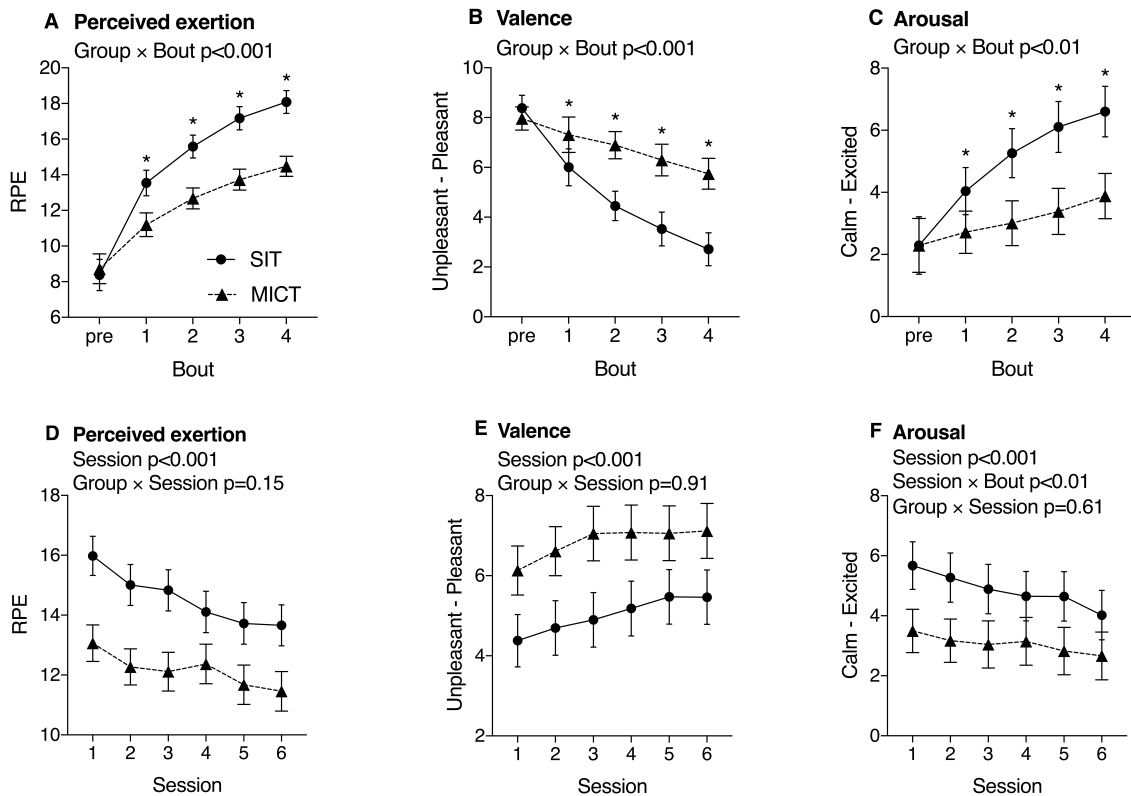 A Perceived exertion
Group × Bout p<0.001
20
18
16
14
12
10
8
6
RPE
*
*
*
*
SIT
MICT
pre 1 2 3 4
Bout
B Valence
Group × Bout p<0.001
10
8
6
4
2
0
Unpleasant - Pleasant
*
*
*
*
pre 1 2 3 4
Bout
C Arousal
Group × Bout p<0.01
8
6
4
2
0
Calm - Excited
*
*
*
*
pre 1 2 3 4
Bout
D Perceived exertion
Session p<0.001
Group × Session p=0.15
18
16
14
12
10
RPE
1 2 3 4 5 6
Session
E Valence
Session p<0.001
Group × Session p=0.91
8
6
4
2
Unpleasant - Pleasant
1 2 3 4 5 6
Session
F Arousal
Session p<0.001
Session × Bout p<0.01
Group × Session p=0.61
8
6
4
2
0
Calm - Excited
1 2 3 4 5 6
Session